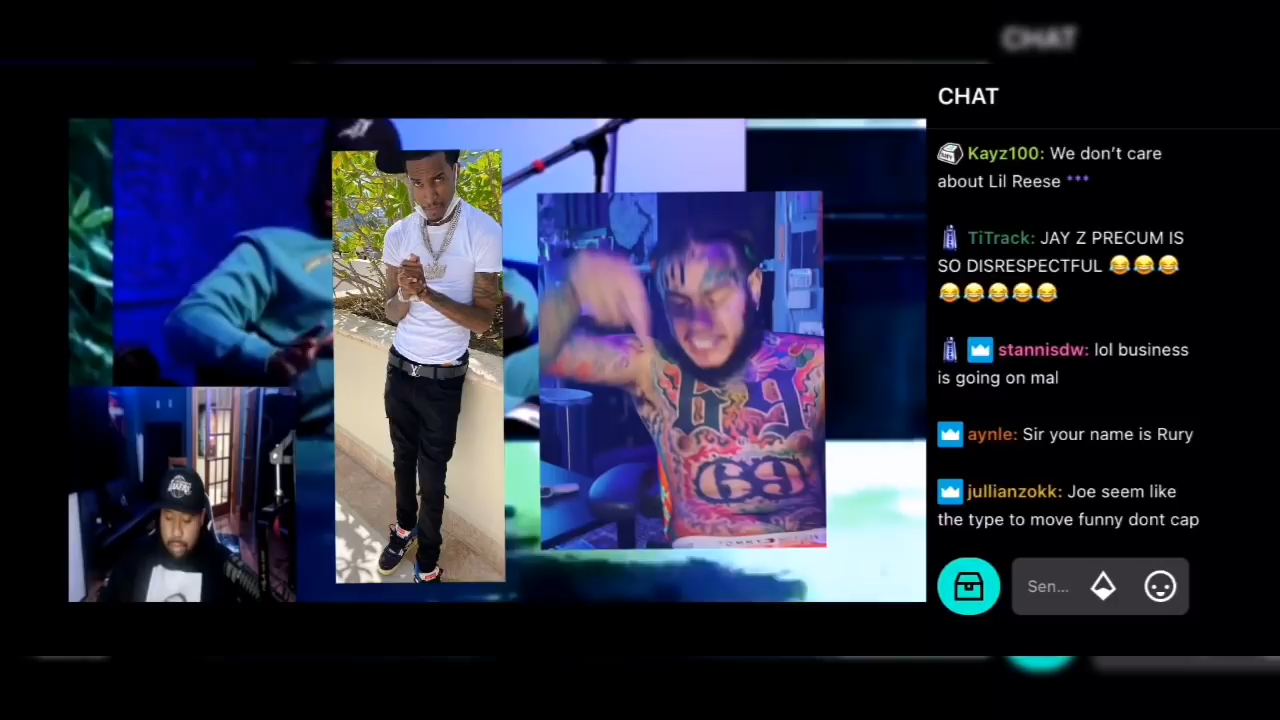 CHAT
CHAT
Kayz100: We don't care
about Lil Reese ***
TiTrack: JAY Z PRECUM IS
SO DISRESPECTFUL 😂😂😂
😂😂😂😂😂
stannisdw: lol business
is going on mal
aynle: Sir your name is Rury
jullianzokk: Joe seem like
the type to move funny dont cap
Sen...
69
69